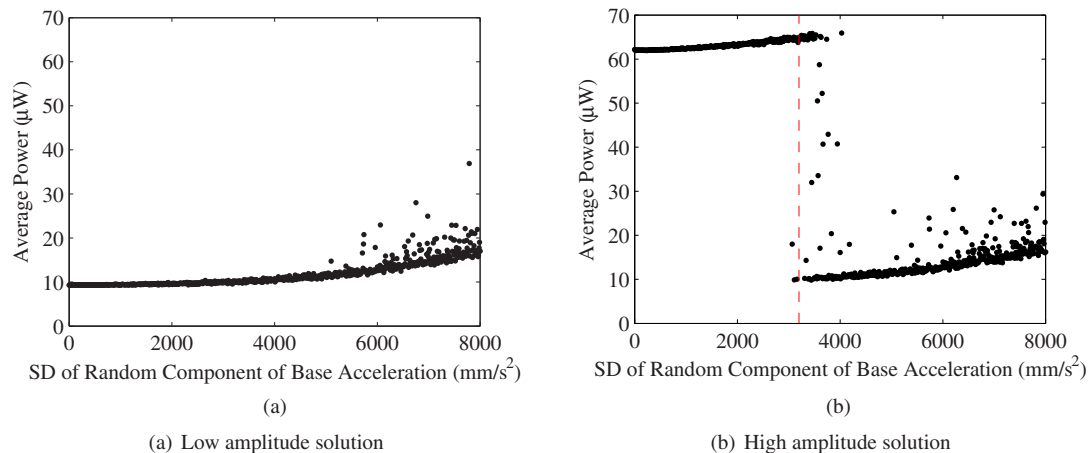 70
60
50
40
30
20
10
0
Average Power (µW)
0 2000 4000 6000 8000
SD of Random Component of Base Acceleration (mm/s²)
(a)
(a) Low amplitude solution
70
60
50
40
30
20
10
0
Average Power (µW)
0 2000 4000 6000 8000
SD of Random Component of Base Acceleration (mm/s²)
(b)
(b) High amplitude solution